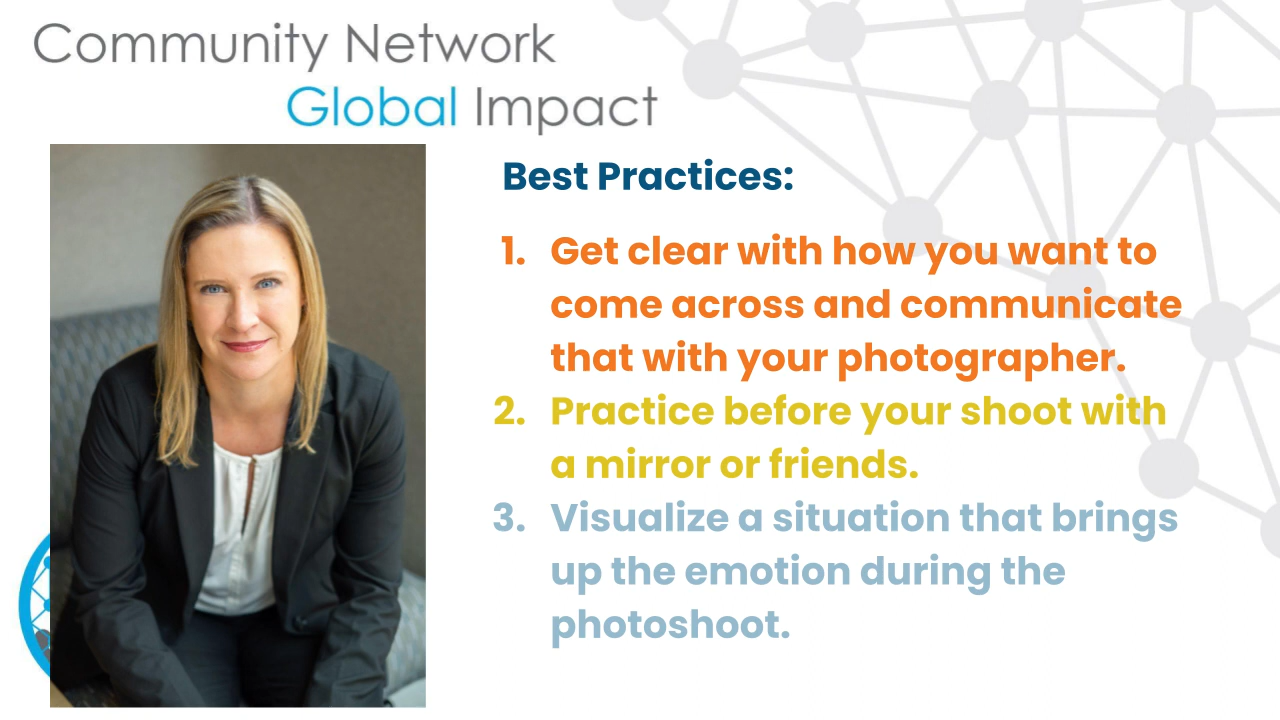 Community Network
Global Impact
Best Practices:
1. Get clear with how you want to
come across and communicate
that with your photographer.
2. Practice before your shoot with
a mirror or friends.
3. Visualize a situation that brings
up the emotion during the
photoshoot.